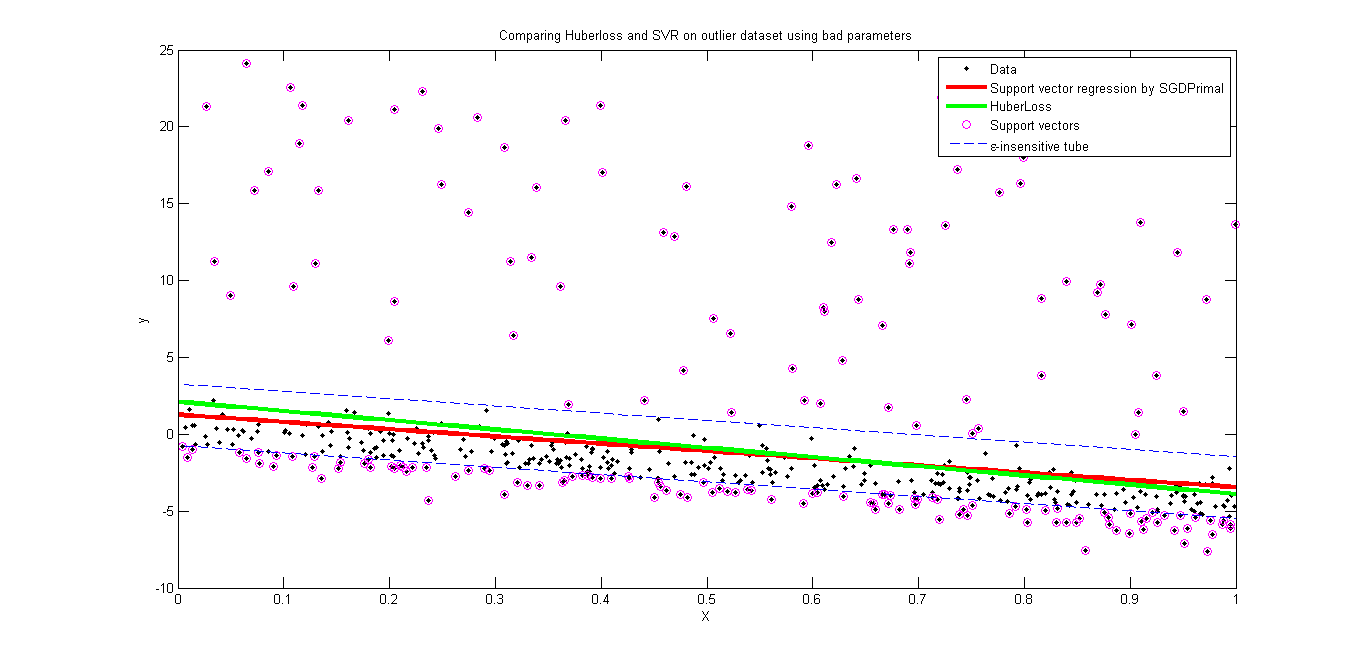 Comparing Huberloss and SVR on outlier dataset using bad parameters
25
20
15
10
5
0
-5
-10
y
0 0.1 0.2 0.3 0.4 0.5 0.6 0.7 0.8 0.9 1
X
Data
Support vector regression by SGDPrimal
HuberLoss
Support vectors
ε-insensitive tube